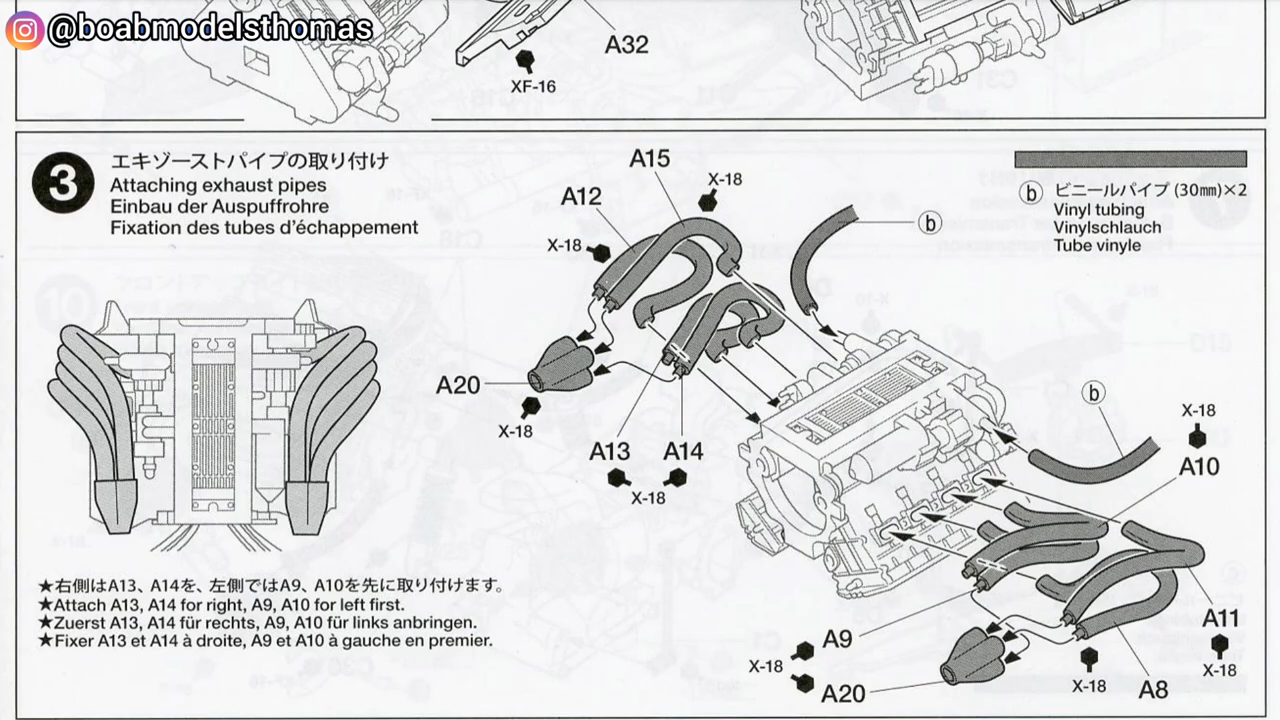 @boabmodelsthomas
A32
XF-16
3
エキゾーストパイプの取り付け
Attaching exhaust pipes
Einbau der Auspuffrohre
Fixation des tubes d'échappement
A15
X-18
A12
X-18
b
b ビニールパイプ (30mm)×2
Vinyl tubing
Vinylschlauch
Tube vinyle
A20
X-18
A13
A14
X-18
b
X-18
A10
★右側はA13、A14を、左側ではA9、A10を先に取り付けます。
★Attach A13, A14 for right, A9, A10 for left first.
★Zuerst A13, A14 für rechts, A9, A10 für links anbringen.
★Fixer A13 et A14 à droite, A9 et A10 à gauche en premier.
A9
X-18
A20
A11
X-18
X-18
A8